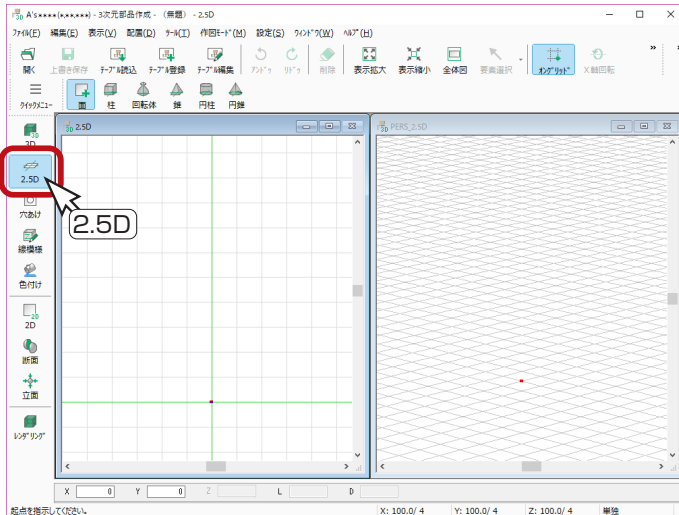 A's****(*.**.***) - 3次元部品作成 - （無題） - 2.5D
ﾌｧｲﾙ(F) 編集(E) 表示(V) 配置(D) ﾂｰﾙ(T) 作図ﾓｰﾄﾞ(M) 設定(S) ｳｨﾝﾄﾞｳ(W) ﾍﾙﾌﾟ(H)
開く 上書き保存 ﾃｰﾌﾞﾙ読込 ﾃｰﾌﾞﾙ登録 ﾃｰﾌﾞﾙ編集 ｱﾝﾄﾞｩ ﾘﾄﾞｩ 削除 表示拡大 表示縮小 全体図 要素選択 ｵﾝｸﾞﾘｯﾄﾞ X軸回転 »
ｸｲｯｸﾒﾆｭｰ 面 柱 回転体 錐 円柱 円錐
3D
2.5D
穴あけ
線模様
色付け
2D
断面
立面
ﾚﾝﾀﾞﾘﾝｸﾞ
2.5D
PERS_2.5D
2.5D
X 0 Y 0 Z L D
起点を指示してください。 X: 100.0/ 4 Y: 100.0/ 4 Z: 100.0/ 4 単独